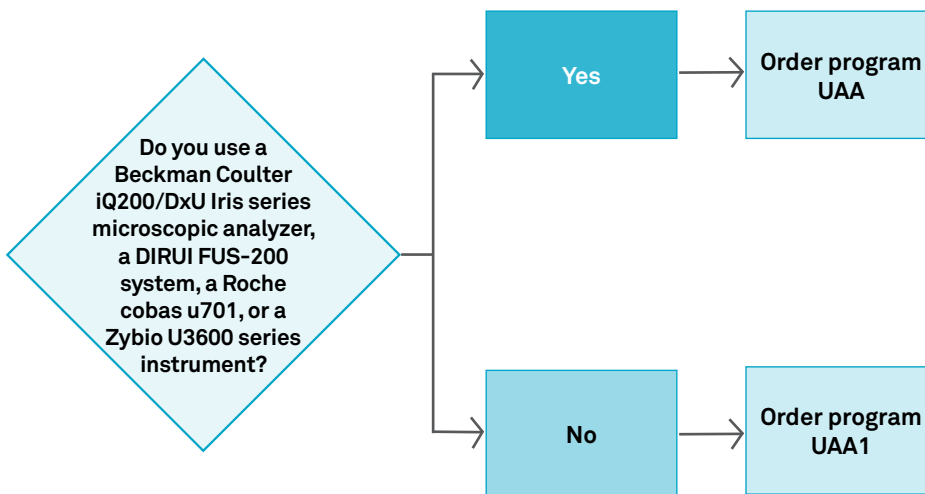 Do you use a
Beckman Coulter
iQ200/DxU Iris series
microscopic analyzer,
a DIRUI FUS-200
system, a Roche
cobas u701, or a
Zybio U3600 series
instrument?
Yes
Order program
UAA
No
Order program
UAA1